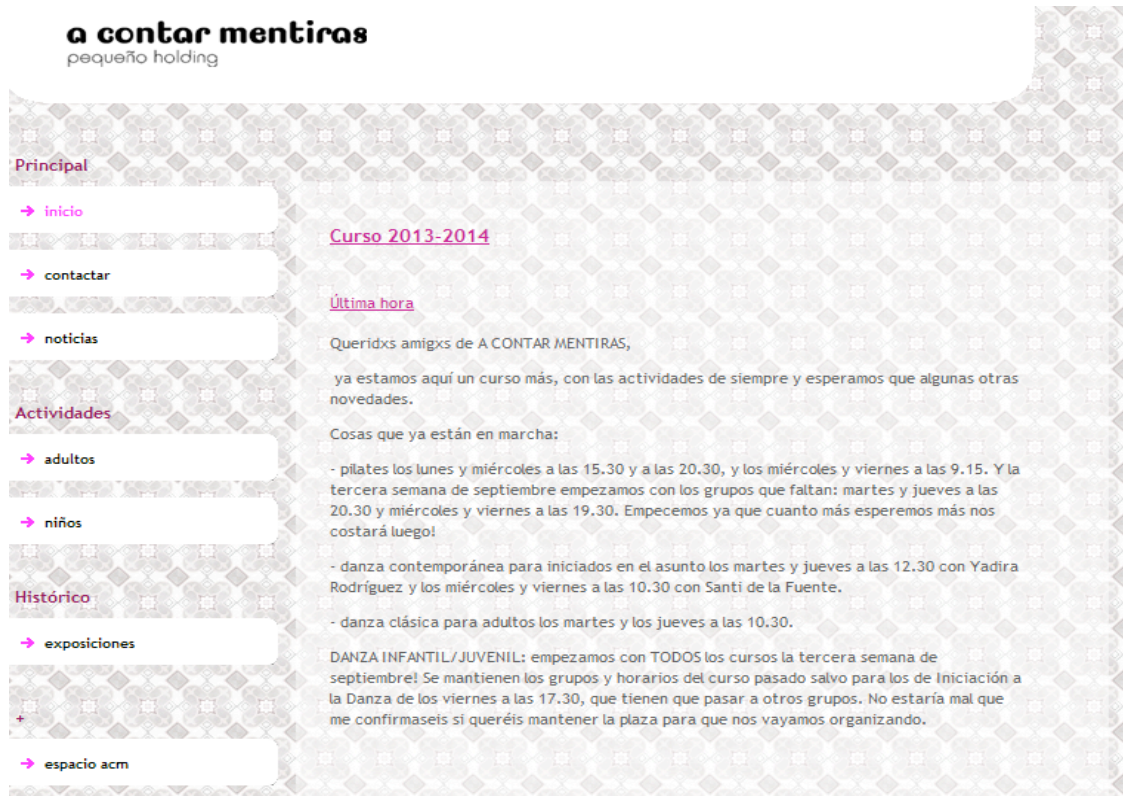 a contar mentiras
pequeño holding
Principal
inicio
contactar
noticias
Actividades
adultos
niños
Histórico
exposiciones
+
espacio acm
Curso 2013-2014
Última hora
Queridxs amigxs de A CONTAR MENTIRAS,
ya estamos aquí un curso más, con las actividades de siempre y esperamos que algunas otras
novedades.
Cosas que ya están en marcha:
- pilates los lunes y miércoles a las 15.30 y a las 20.30, y los miércoles y viernes a las 9.15. Y la
tercera semana de septiembre empezamos con los grupos que faltan: martes y jueves a las
20.30 y miércoles y viernes a las 19.30. Empecemos ya que cuanto más esperemos más nos
costará luego!
- danza contemporánea para iniciados en el asunto los martes y jueves a las 12.30 con Yadira
Rodríguez y los miércoles y viernes a las 10.30 con Santi de la Fuente.
- danza clásica para adultos los martes y los jueves a las 10.30.
DANZA INFANTIL/JUVENIL: empezamos con TODOS los cursos la tercera semana de
septiembre! Se mantienen los grupos y horarios del curso pasado salvo para los de Iniciación a
la Danza de los viernes a las 17.30, que tienen que pasar a otros grupos. No estaría mal que
me confirmaseis si queréis mantener la plaza para que nos vayamos organizando.